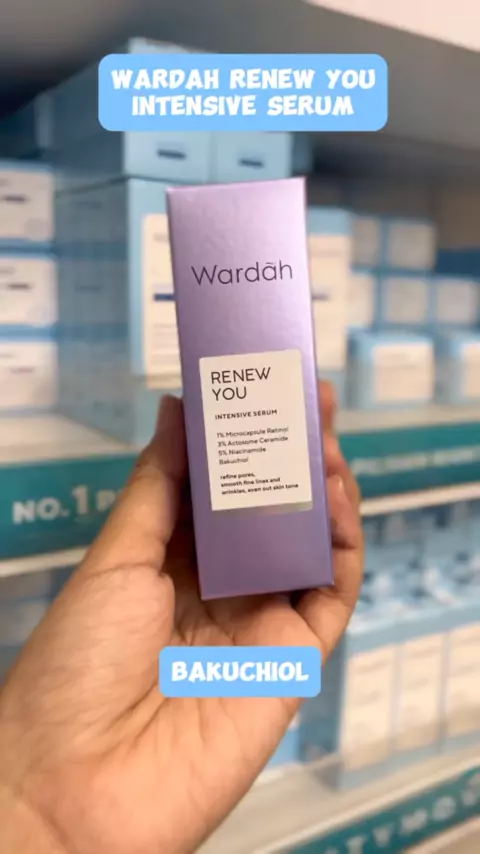 WARDAH RENEW YOU
INTENSIVE SERUM
Wardah
RENEW
YOU
INTENSIVE SERUM
1% Microcapsule Retinyl
3% Actosome Ceramide
5% Niacinamide
Bakuchiol
refine pores,
smooth fine lines and
wrinkles, even out skin tone
NO.1
BAKUCHIOL